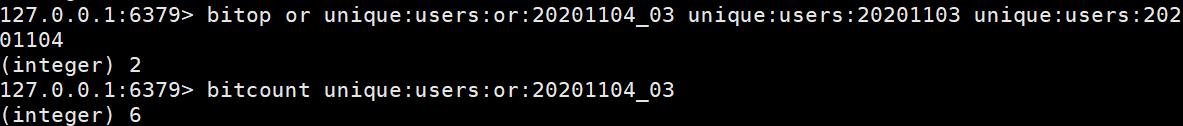 127.0.0.1:6379> bitop or unique:users:or:20201104_03 unique:users:20201103 unique:users:202
01104
(integer) 2
127.0.0.1:6379> bitcount unique:users:or:20201104_03
(integer) 6